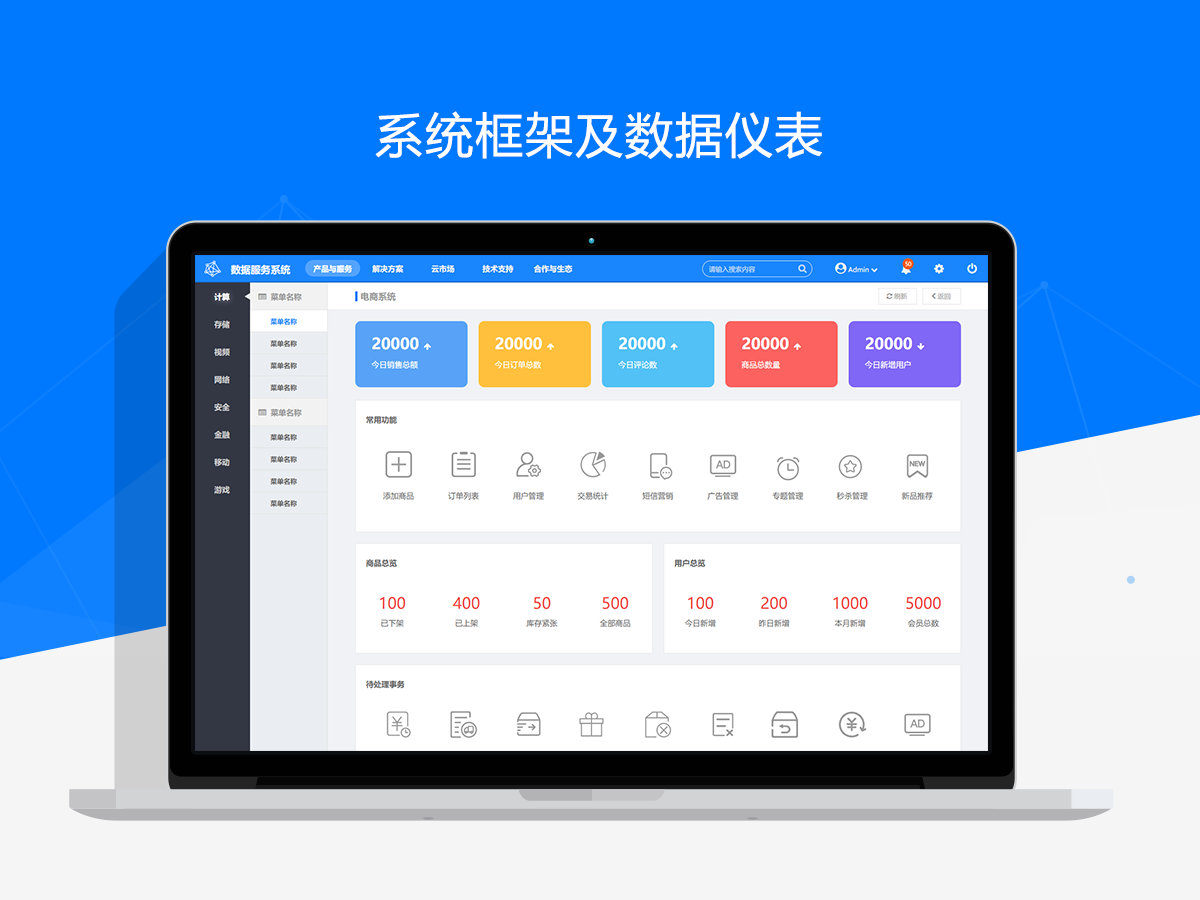 系统框架及数据仪表
数据服务系统 产品与服务 解决方案 云市场 技术支持 合作与生态 请输入搜索内容 Admin 50
计算
存储
视频
网络
安全
金融
移动
游戏
菜单名称
菜单名称
菜单名称
菜单名称
菜单名称
菜单名称
菜单名称
菜单名称
菜单名称
菜单名称
电商系统 刷新 返回
20000 20000 20000 20000 20000
今日销售总额 今日订单总数 今日评论数 商品总数量 今日新增用户
常用功能
AD NEW
添加商品 订单列表 用户管理 交易统计 短信营销 广告管理 专题管理 秒杀管理 新品推荐
商品总览
100 400 50 500
已下架 已上架 库存紧张 全部商品
用户总览
100 200 1000 5000
今日新增 昨日新增 本月新增 会员总数
待处理事务
¥ ¥ AD